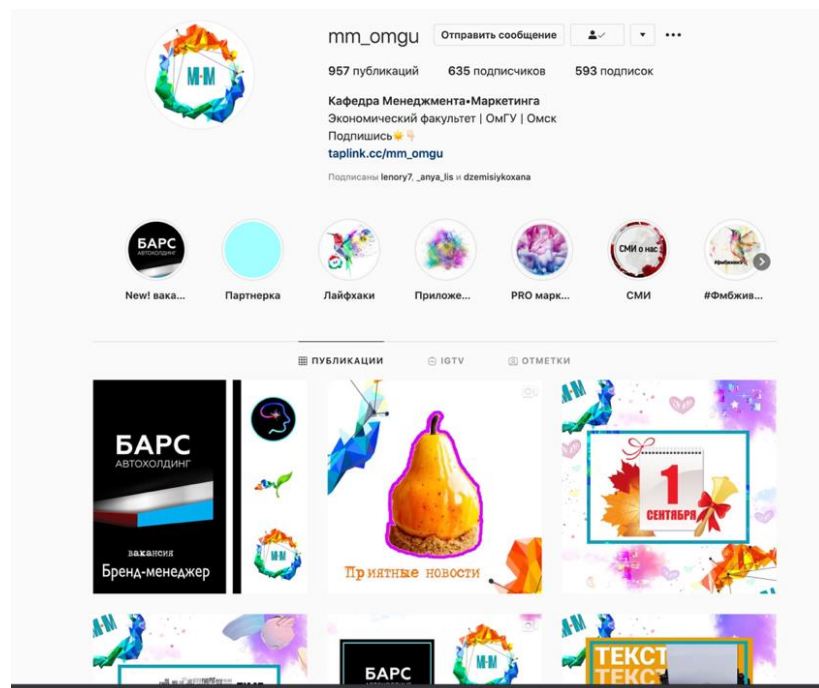 mm_omgu Отправить сообщение
957 публикаций 635 подписчиков 593 подписок
Кафедра Менеджмента•Маркетинга
Экономический факультет | ОмГУ | Омск
Подпишись
taplink.cc/mm_omgu
Подписаны lenory7, _anya_lis и dzemisiykoxana
M·M
БАРС
АВТОХОЛДИНГ
СМИ о нас
New! вака...
Партнерка
Лайфхаки
Приложе...
PRO марк...
СМИ
#Фмбжив...
ПУБЛИКАЦИИ
IGTV
ОТМЕТКИ
БАРС
АВТОХОЛДИНГ
вакансия
Бренд-менеджер
M·M
Приятные новости
M·M
1
СЕНТЯБРЯ
M·M
БАРС
M·M
M·M
ТЕКСТ
ТЕКСТ